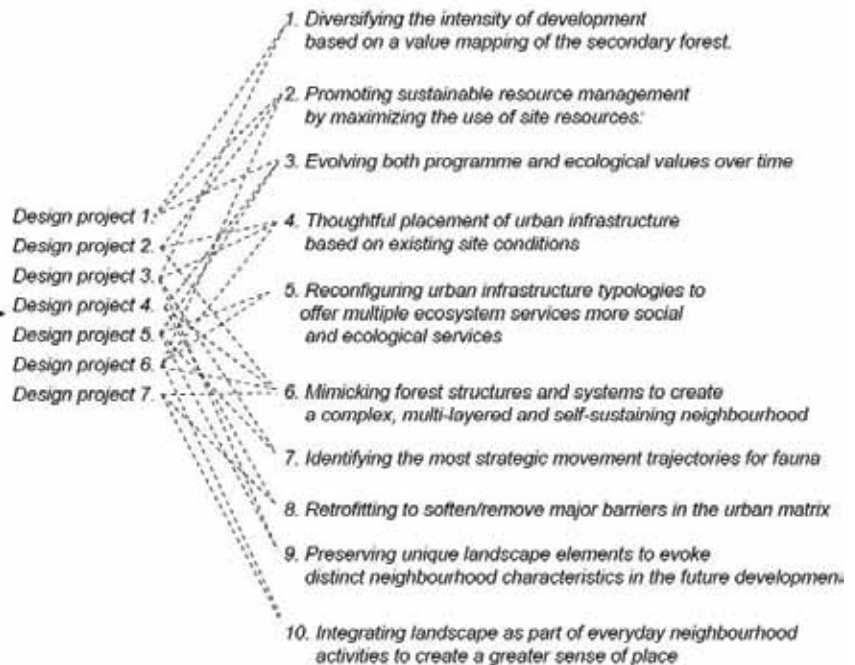 1. Diversifying the intensity of development
based on a value mapping of the secondary forest.
2. Promoting sustainable resource management
by maximizing the use of site resources:
3. Evolving both programme and ecological values over time
Design project 1.
4. Thoughtful placement of urban infrastructure
based on existing site conditions
Design project 2.
Design project 3.
Design project 4.
Design project 5.
Design project 6.
Design project 7.
5. Reconfiguring urban infrastructure typologies to
offer multiple ecosystem services more social
and ecological services
6. Mimicking forest structures and systems to create
a complex, multi-layered and self-sustaining neighbourhood
7. Identifying the most strategic movement trajectories for fauna
8. Retrofitting to soften/remove major barriers in the urban matrix
9. Preserving unique landscape elements to evoke
distinct neighbourhood characteristics in the future
10. Integrating landscape as part of everyday neighbourhood
activities to create a greater sense of place